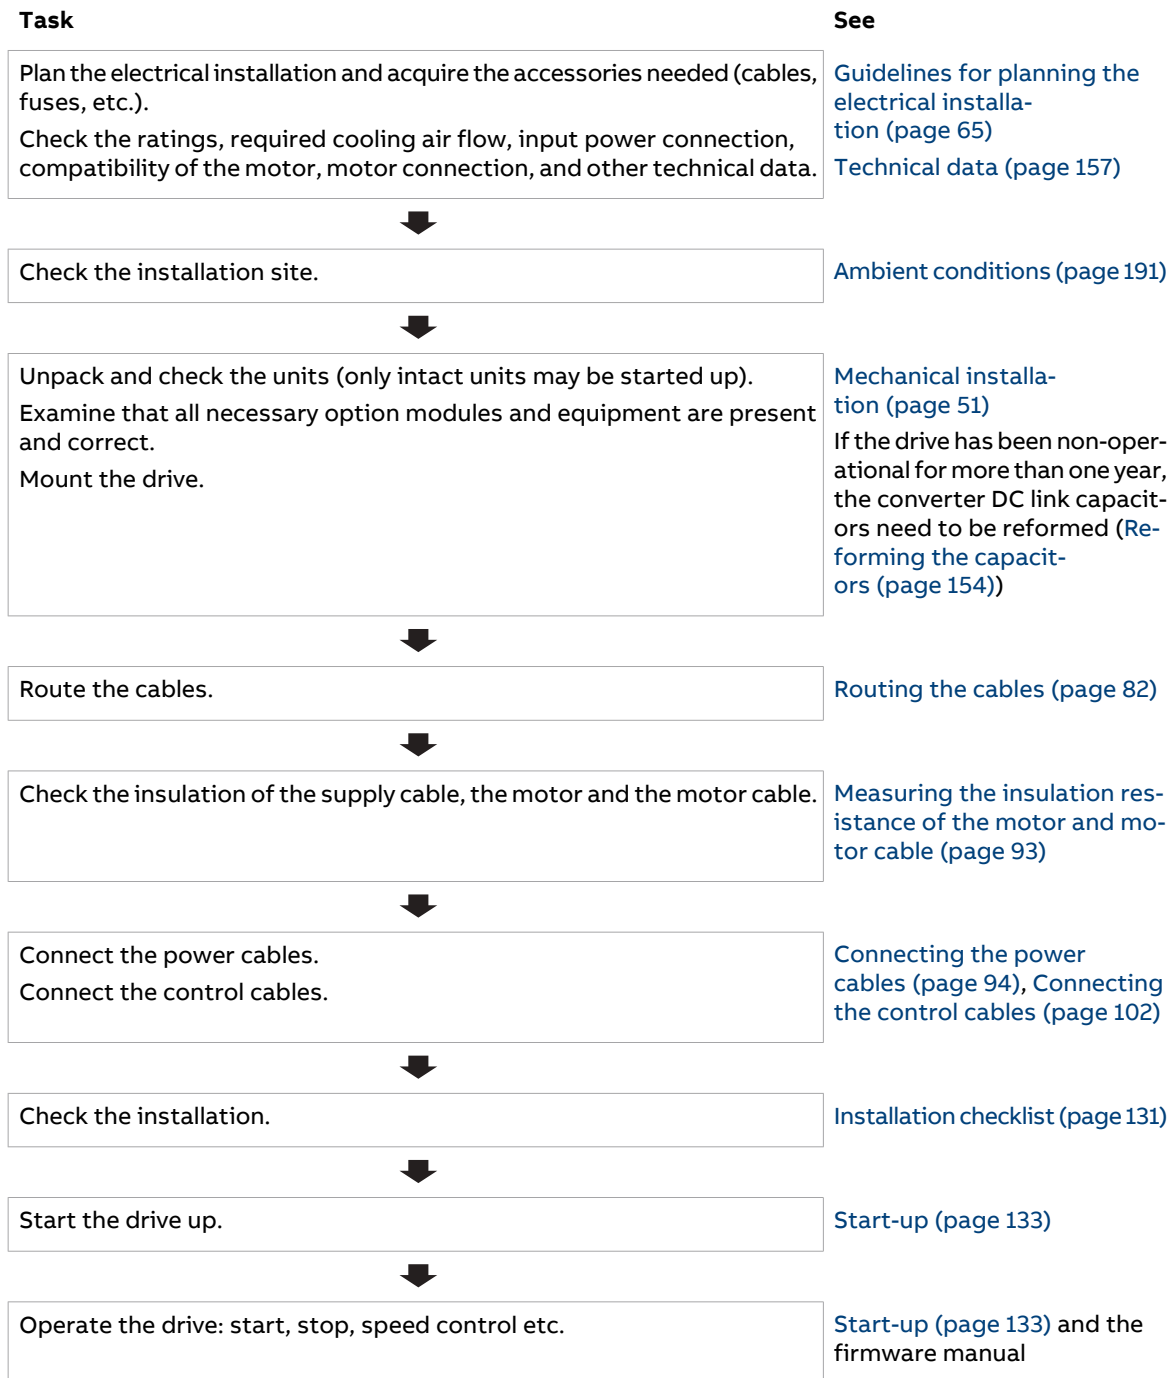 Task
See
Plan the electrical installation and acquire the accessories needed (cables,
fuses, etc.).
Check the ratings, required cooling air flow, input power connection,
compatibility of the motor, motor connection, and other technical data.
Guidelines for planning the
electrical installa-
tion (page 65)
Technical data (page 157)
Check the installation site.
Ambient conditions (page 191)
Unpack and check the units (only intact units may be started up).
Examine that all necessary option modules and equipment are present
and correct.
Mount the drive.
Mechanical installa-
tion (page 51)
If the drive has been non-oper-
ational for more than one year,
the converter DC link capacit-
ors need to be reformed (Re-
forming the capacit-
ors (page 154))
Route the cables.
Routing the cables (page 82)
Check the insulation of the supply cable, the motor and the motor cable.
Measuring the insulation res-
istance of the motor and mo-
tor cable (page 93)
Connect the power cables.
Connect the control cables.
Connecting the power
cables (page 94), Connecting
the control cables (page 102)
Check the installation.
Installation checklist (page 131)
Start the drive up.
Start-up (page 133)
Operate the drive: start, stop, speed control etc.
Start-up (page 133) and the
firmware manual